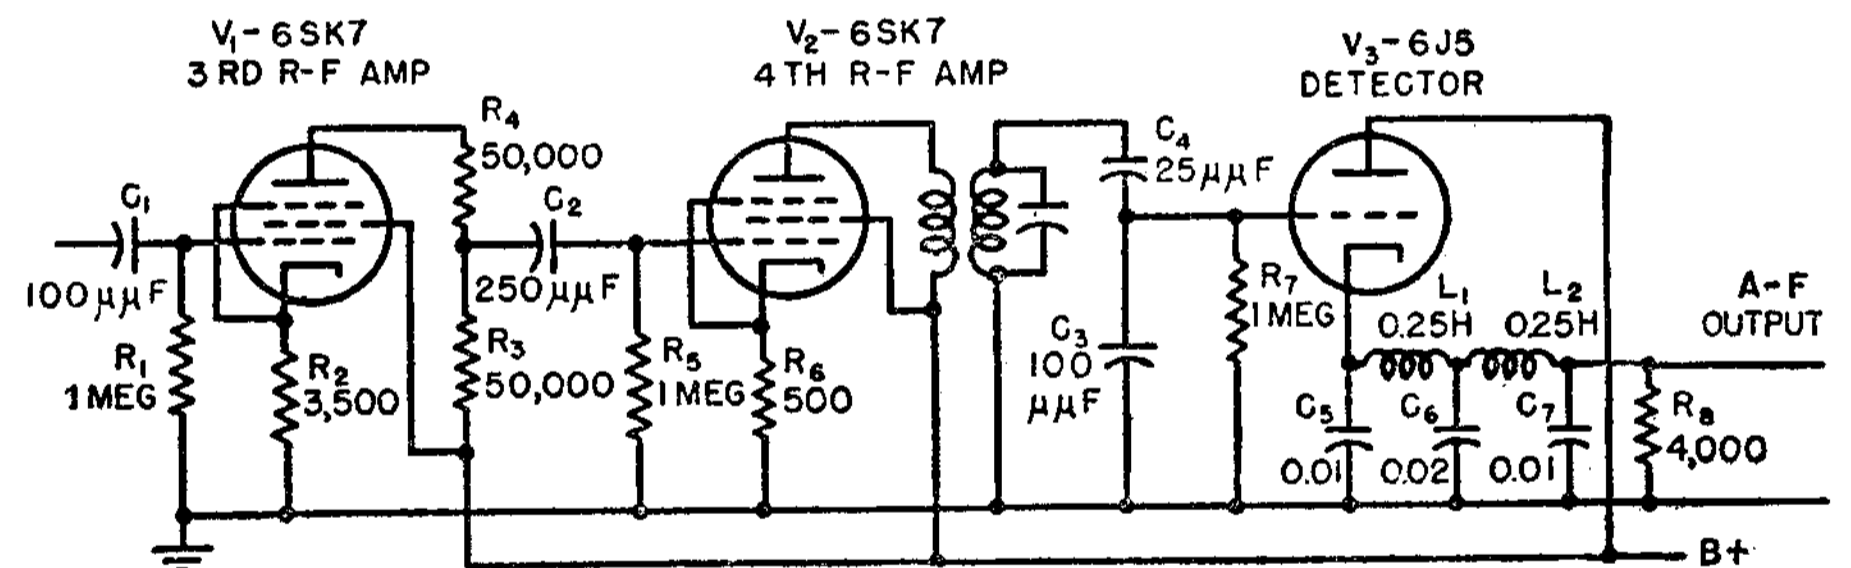 V₁-6SK7
3RD R-F AMP
V₂-6SK7
4TH R-F AMP
V₃-6J5
DETECTOR
C₁
100μμF
R₁
1MEG
R₂
3,500
R₄
50,000
C₂
250μμF
R₃
50,000
R₅
1MEG
R₆
500
C₄
25μμF
C₃
100
μμF
R₇
1MEG
L₁
0.25H
L₂
0.25H
C₅
0.01
C₆
0.02
C₇
0.01
A-F
OUTPUT
R₈
4,000
B+